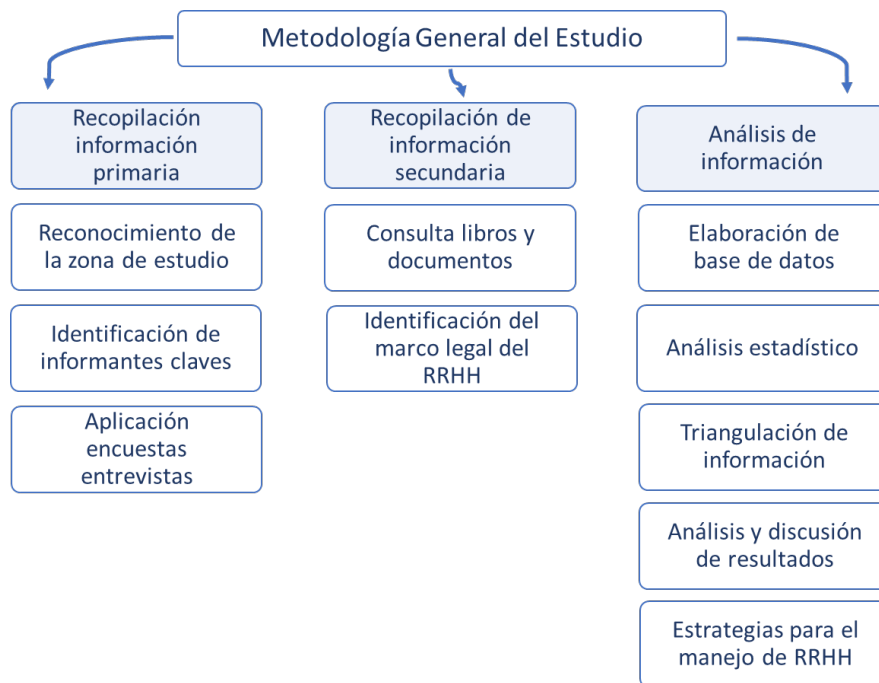 Metodología General del Estudio
Recopilación
información
primaria
Reconocimiento de
la zona de estudio
Identificación de
informantes claves
Aplicación
encuestas
entrevistas
Recopilación de
información
secundaria
Consulta libros y
documentos
Identificación del
marco legal del
RRHH
Análisis de
información
Elaboración de
base de datos
Análisis estadístico
Triangulación de
información
Análisis y discusión
de resultados
Estrategias para el
manejo de RRHH